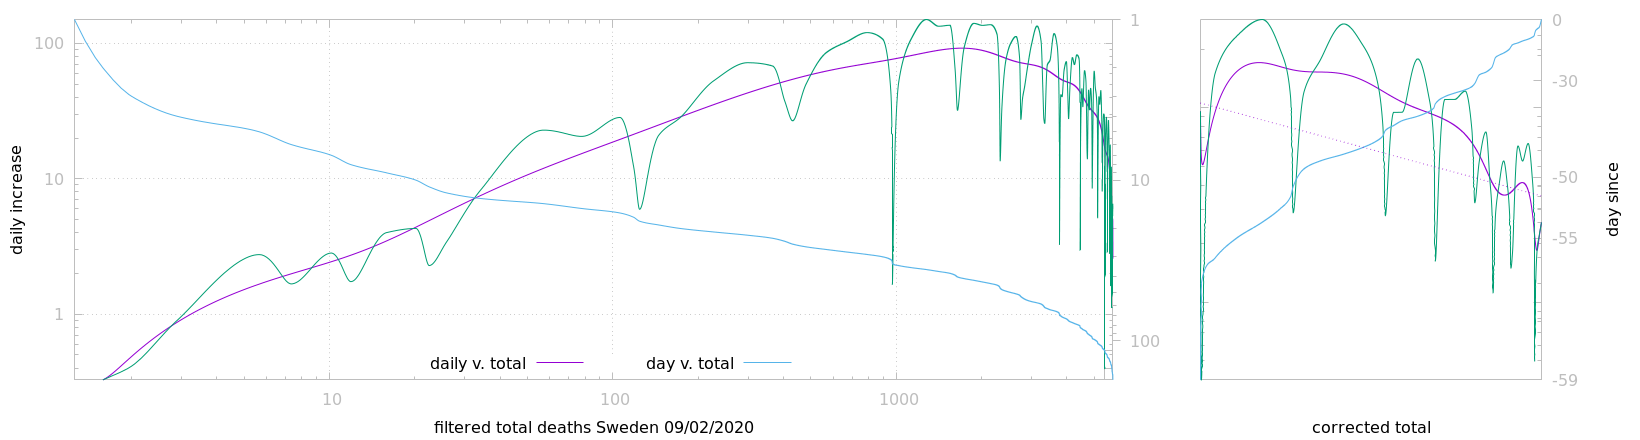 100
10
1
daily increase
daily v. total
day v. total
10
100
1000
filtered total deaths Sweden 09/02/2020
1
10
100
0
-30
-50
-55
-59
day since
corrected total